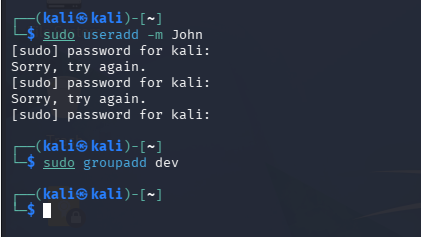 ┌──(kali㉿kali)-[~]
└─$ sudo useradd -m John
[sudo] password for kali:
Sorry, try again.
[sudo] password for kali:
Sorry, try again.
[sudo] password for kali:
┌──(kali㉿kali)-[~]
└─$ sudo groupadd dev
┌──(kali㉿kali)-[~]
└─$